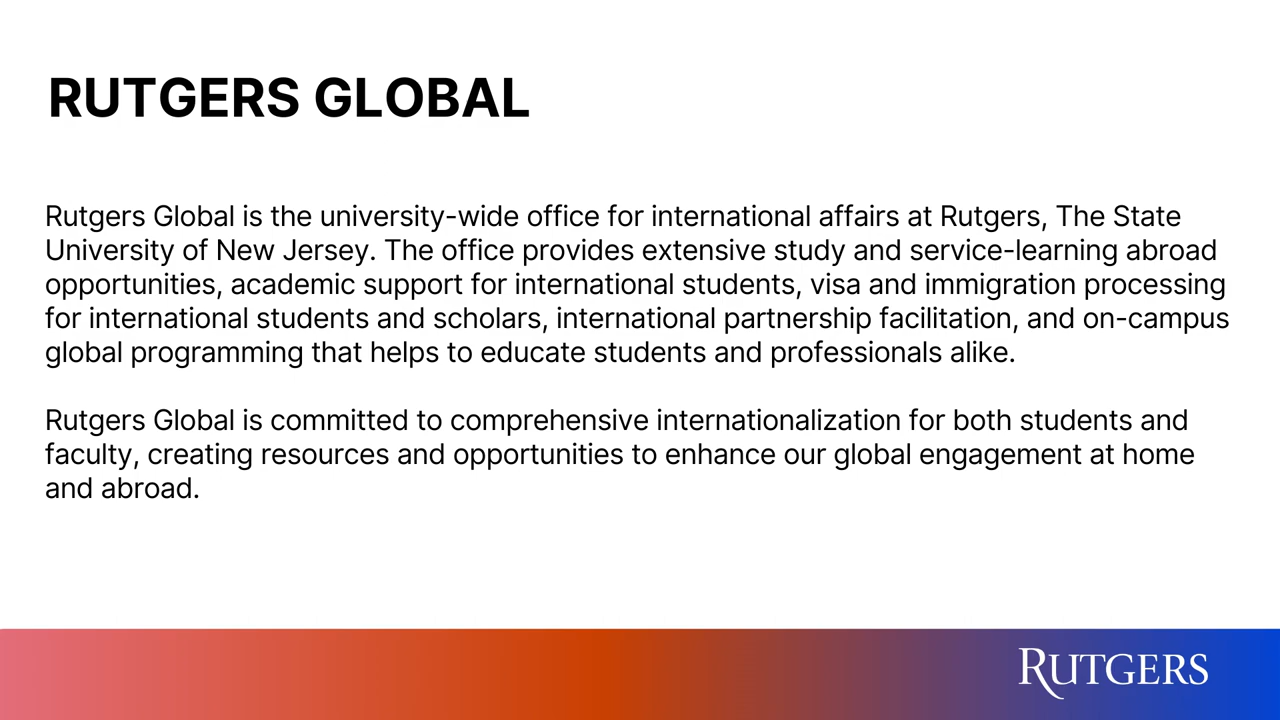 RUTGERS GLOBAL
Rutgers Global is the university-wide office for international affairs at Rutgers, The State
University of New Jersey. The office provides extensive study and service-learning abroad
opportunities, academic support for international students, visa and immigration processing
for international students and scholars, international partnership facilitation, and on-campus
global programming that helps to educate students and professionals alike.
Rutgers Global is committed to comprehensive internationalization for both students and
faculty, creating resources and opportunities to enhance our global engagement at home
and abroad.
RUTGERS